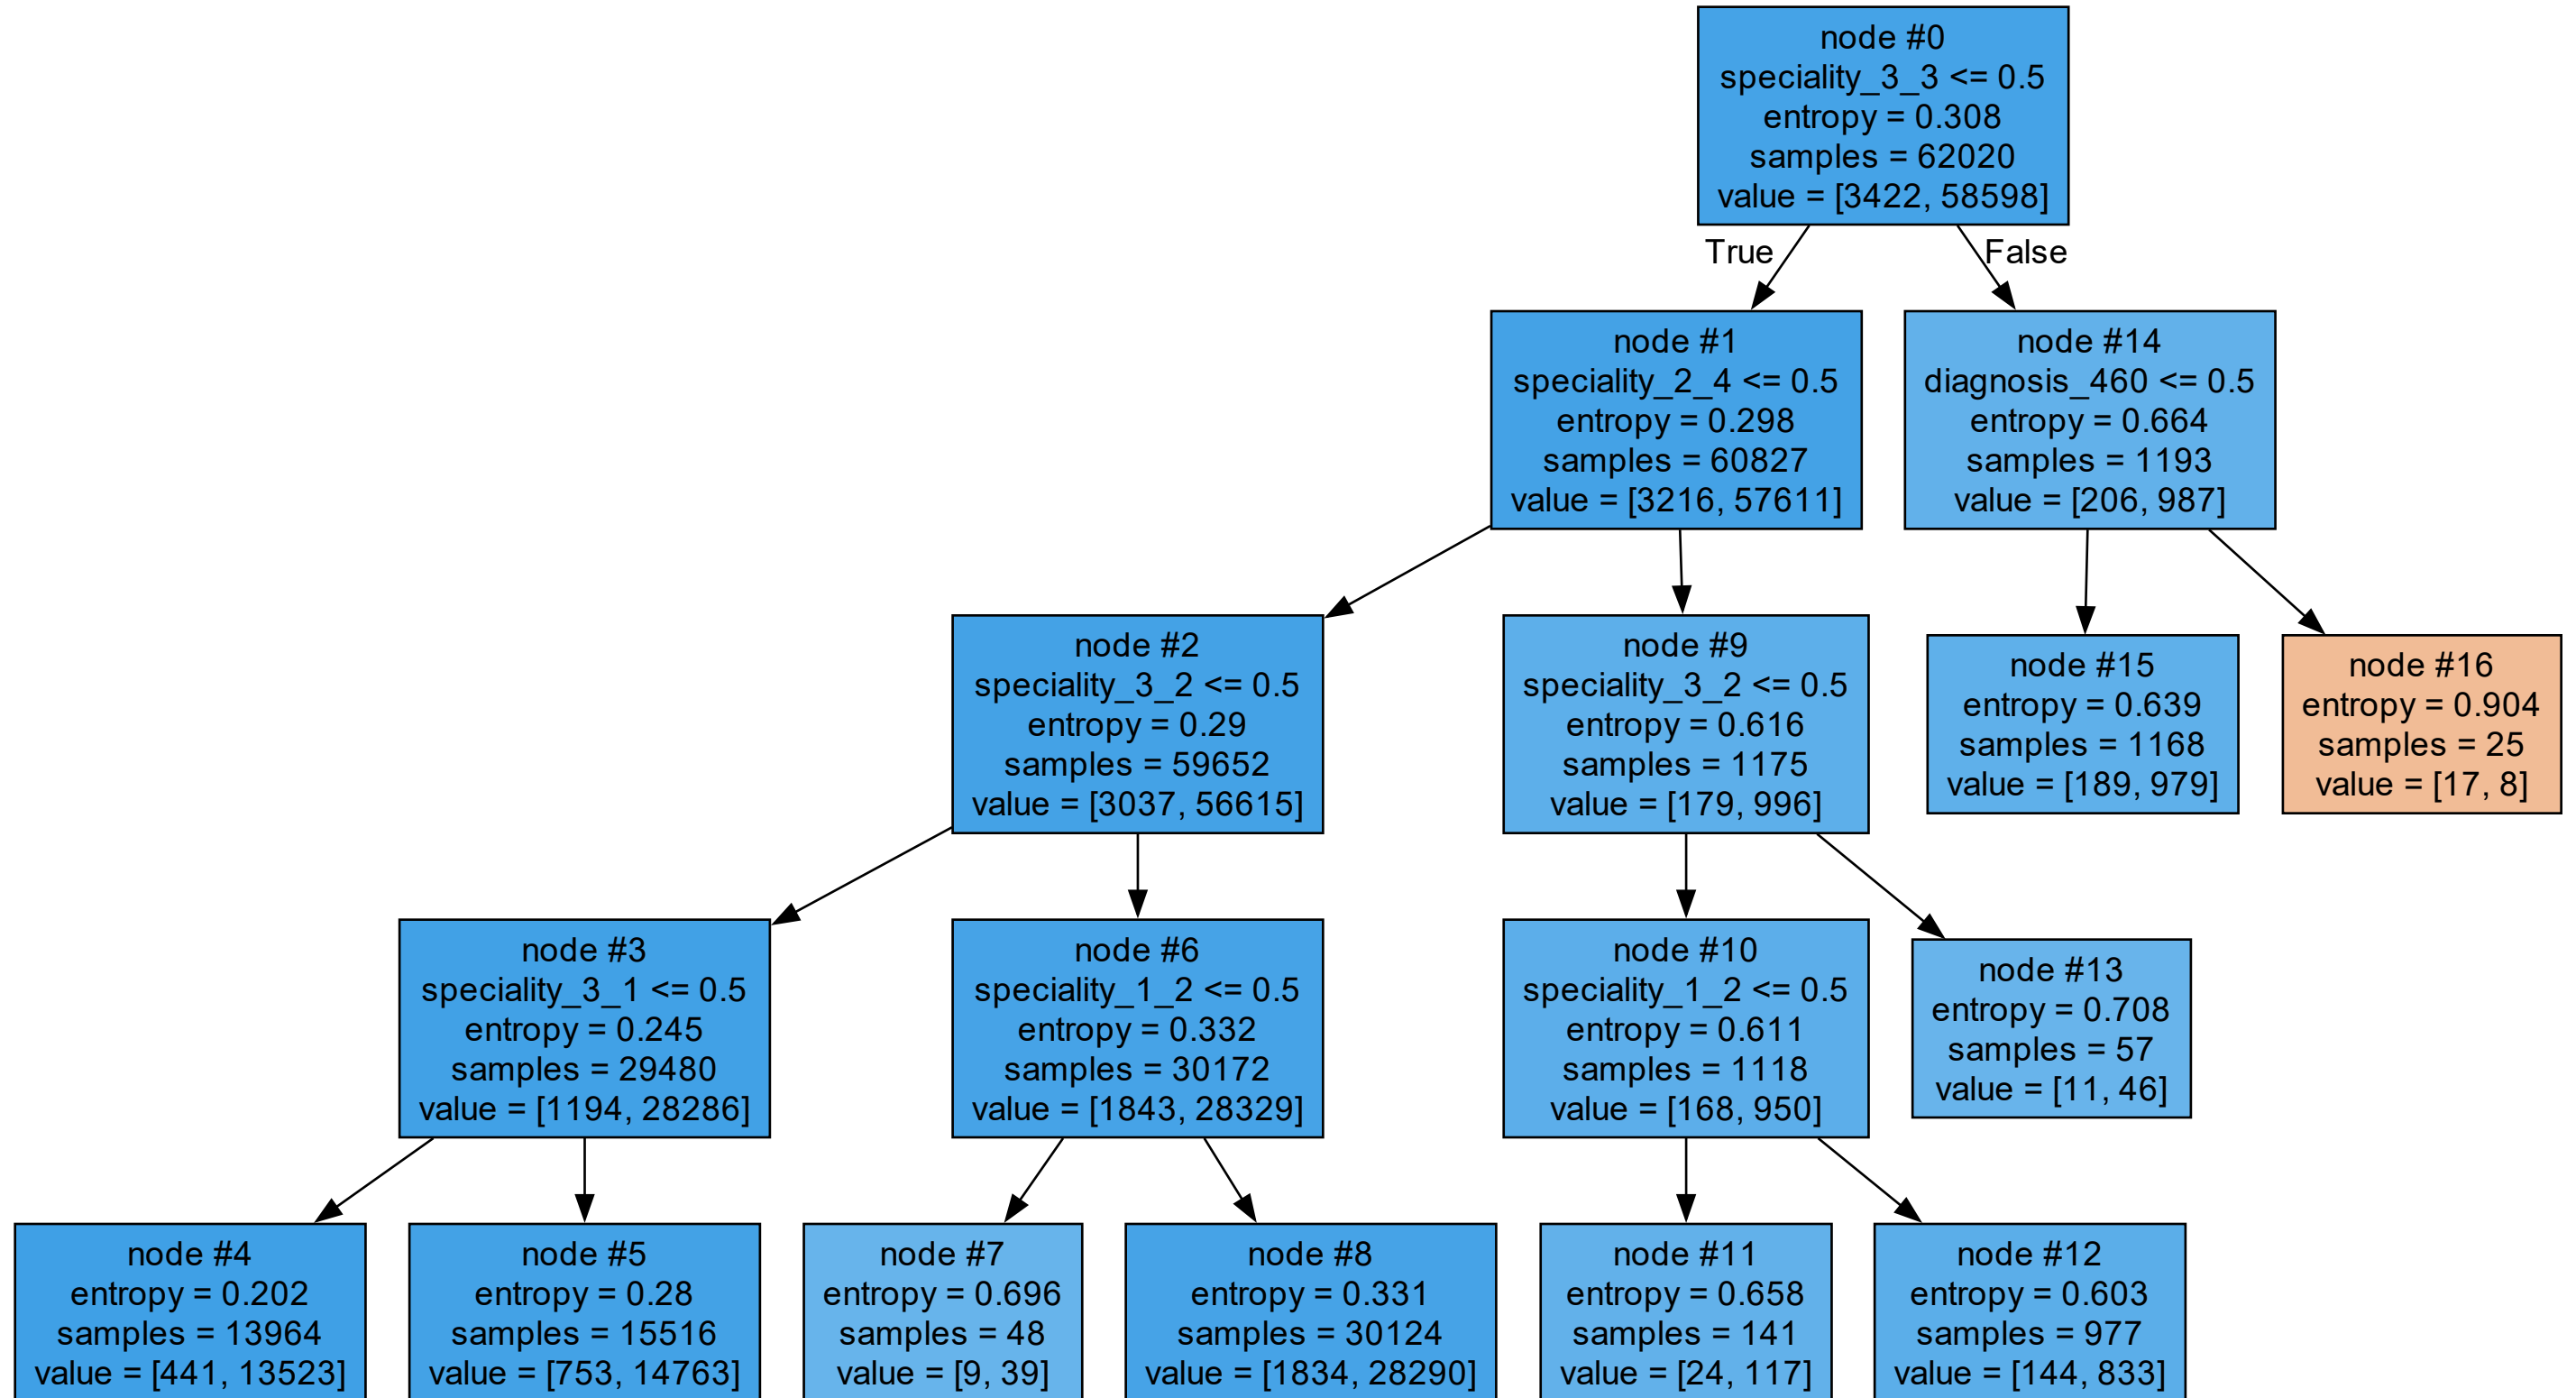 node #0
speciality_3_3 <= 0.5
entropy = 0.308
samples = 62020
value = [3422, 58598]
True
False
node #1
speciality_2_4 <= 0.5
entropy = 0.298
samples = 60827
value = [3216, 57611]
node #14
diagnosis_460 <= 0.5
entropy = 0.664
samples = 1193
value = [206, 987]
node #2
speciality_3_2 <= 0.5
entropy = 0.29
samples = 59652
value = [3037, 56615]
node #9
speciality_3_2 <= 0.5
entropy = 0.616
samples = 1175
value = [179, 996]
node #15
entropy = 0.639
samples = 1168
value = [189, 979]
node #16
entropy = 0.904
samples = 25
value = [17, 8]
node #3
speciality_3_1 <= 0.5
entropy = 0.245
samples = 29480
value = [1194, 28286]
node #6
speciality_1_2 <= 0.5
entropy = 0.332
samples = 30172
value = [1843, 28329]
node #10
speciality_1_2 <= 0.5
entropy = 0.611
samples = 1118
value = [168, 950]
node #13
entropy = 0.708
samples = 57
value = [11, 46]
node #4
entropy = 0.202
samples = 13964
value = [441, 13523]
node #5
entropy = 0.28
samples = 15516
value = [753, 14763]
node #7
entropy = 0.696
samples = 48
value = [9, 39]
node #8
entropy = 0.331
samples = 30124
value = [1834, 28290]
node #11
entropy = 0.658
samples = 141
value = [24, 117]
node #12
entropy = 0.603
samples = 977
value = [144, 833]